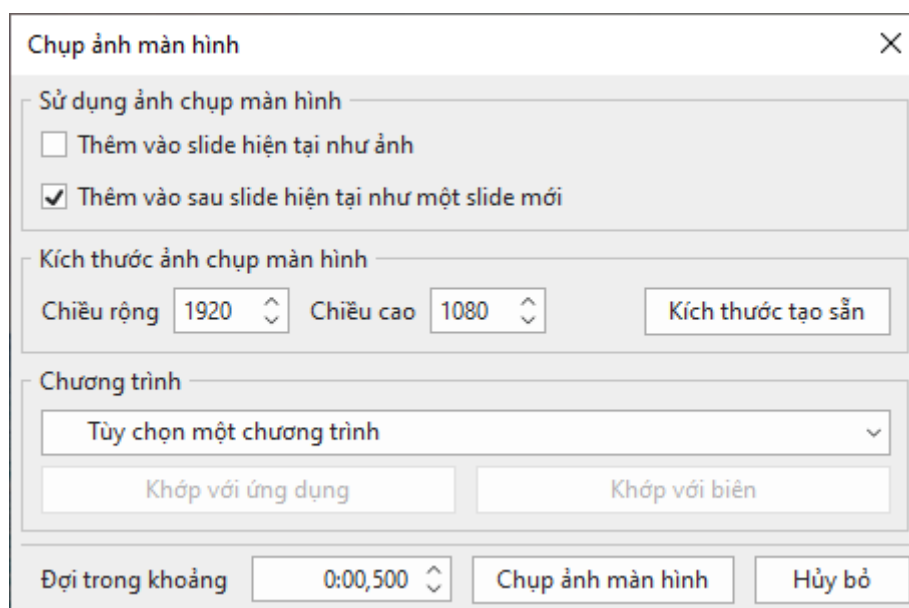 Chụp ảnh màn hình
Sử dụng ảnh chụp màn hình
Thêm vào slide hiện tại như ảnh
Thêm vào sau slide hiện tại như một slide mới
Kích thước ảnh chụp màn hình
Chiều rộng 1920 Chiều cao 1080 Kích thước tạo sẵn
Chương trình
Tùy chọn một chương trình
Khớp với ứng dụng Khớp với biên
Đợi trong khoảng 0:00,500 Chụp ảnh màn hình Hủy bỏ